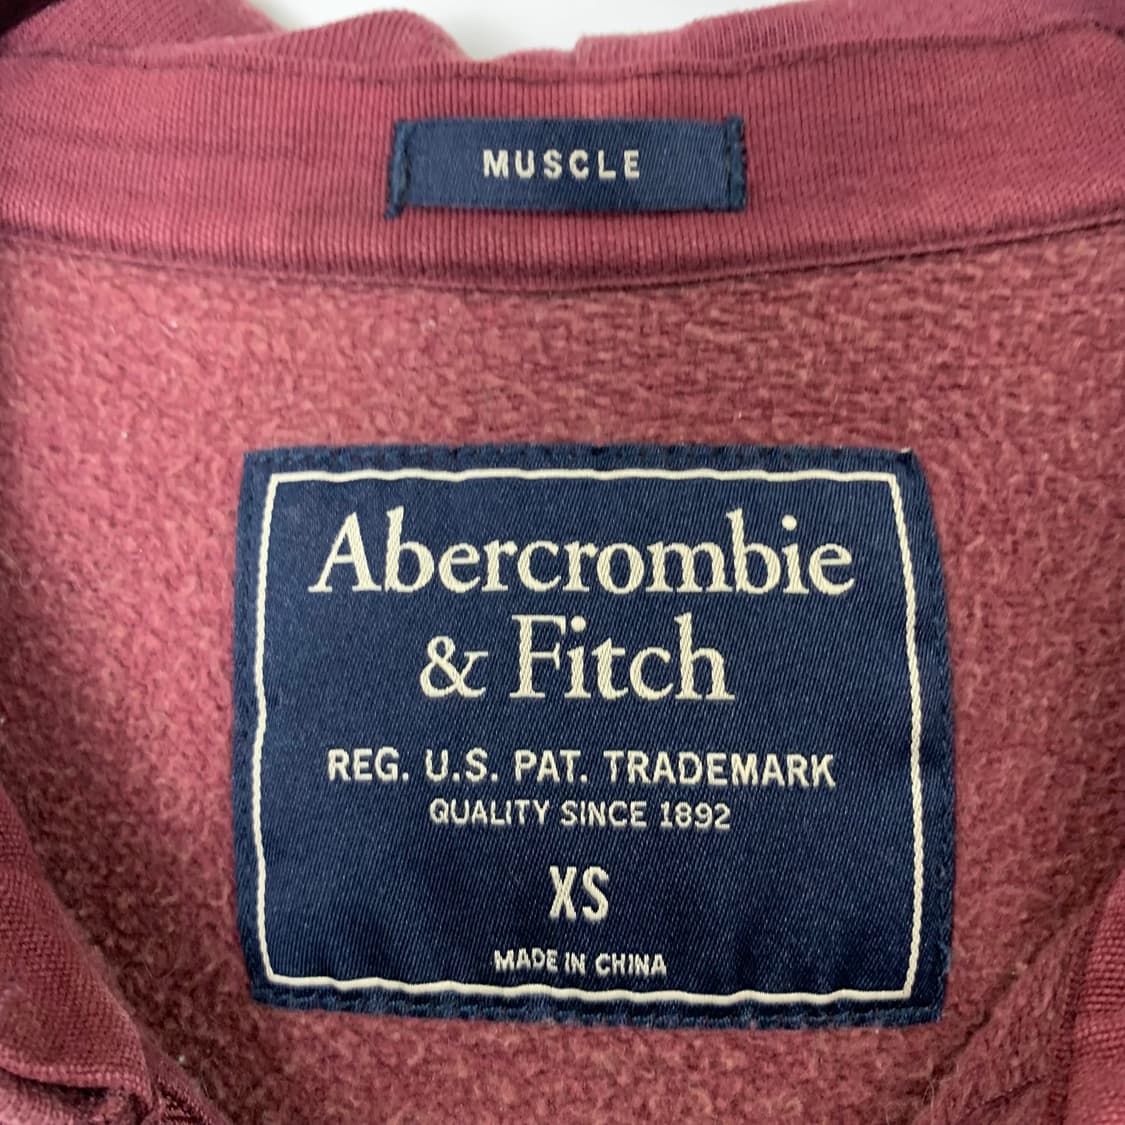 MUSCLE
Abercrombie
& Fitch
REG. U.S. PAT. TRADEMARK
QUALITY SINCE 1892
XS
MADE IN CHINA